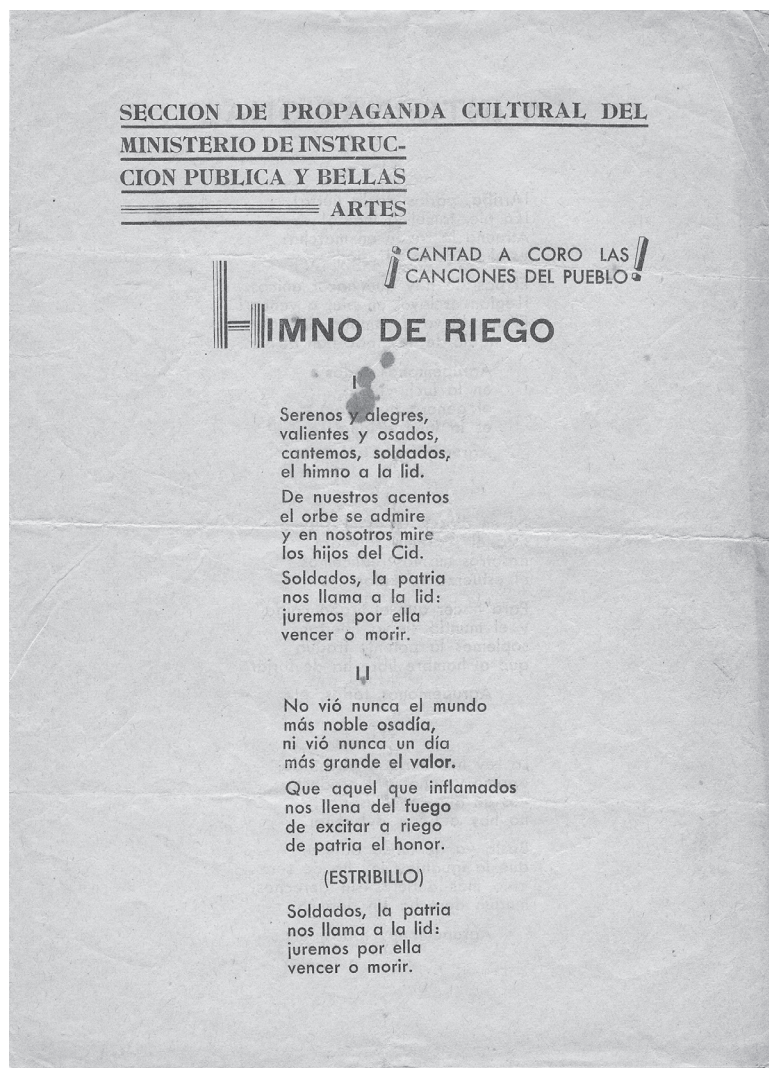 SECCION DE PROPAGANDA CULTURAL DEL
MINISTERIO DE INSTRUC-
CION PUBLICA Y BELLAS
ARTES
¡CANTAD A CORO LAS
CANCIONES DEL PUEBLO!
HIMNO DE RIEGO
I
Serenos y alegres,
valientes y osados,
cantemos, soldados,
el himno a la lid.
De nuestros acentos
el orbe se admire
y en nosotros mire
los hijos del Cid.
Soldados, la patria
nos llama a la lid:
juremos por ella
vencer o morir.
II
No vió nunca el mundo
más noble osadía,
ni vió nunca un día
más grande el valor.
Que aquel que inflamados
nos llena del fuego
de excitar a riego
de patria el honor.
(ESTRIBILLO)
Soldados, la patria
nos llama a la lid:
juremos por ella
vencer o morir.